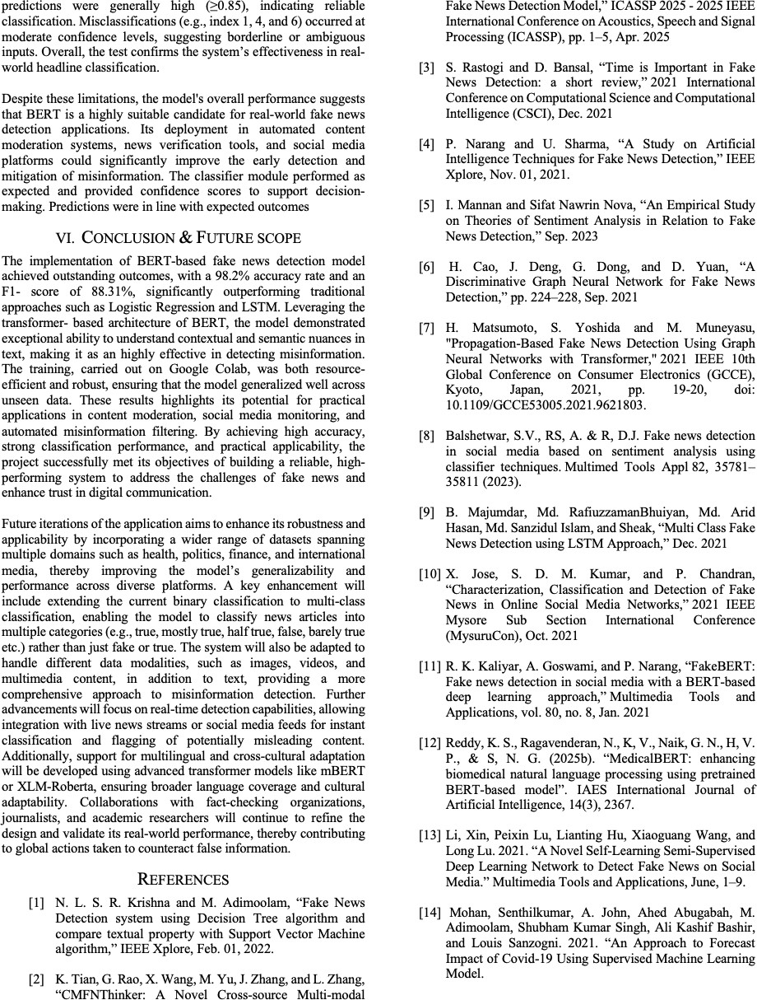 predictions were generally high (≥0.85), indicating reliable
classification. Misclassifications (e.g., index 1, 4, and 6) occurred at
moderate confidence levels, suggesting borderline or ambiguous
inputs. Overall, the test confirms the system’s effectiveness in real-
world headline classification.
Despite these limitations, the model's overall performance suggests
that BERT is a highly suitable candidate for real-world fake news
detection applications. Its deployment in automated content
moderation systems, news verification tools, and social media
platforms could significantly improve the early detection and
mitigation of misinformation. The classifier module performed as
expected and provided confidence scores to support decision-
making. Predictions were in line with expected outcomes
VI. CONCLUSION & FUTURE SCOPE
The implementation of BERT-based fake news detection model
achieved outstanding outcomes, with a 98.2% accuracy rate and an
F1- score of 88.31%, significantly outperforming traditional
approaches such as Logistic Regression and LSTM. Leveraging the
transformer- based architecture of BERT, the model demonstrated
exceptional ability to understand contextual and semantic nuances in
text, making it as an highly effective in detecting misinformation.
The training, carried out on Google Colab, was both resource-
efficient and robust, ensuring that the model generalized well across
unseen data. These results highlights its potential for practical
applications in content moderation, social media monitoring, and
automated misinformation filtering. By achieving high accuracy,
strong classification performance, and practical applicability, the
project successfully met its objectives of building a reliable, high-
performing system to address the challenges of fake news and
enhance trust in digital communication.
Future iterations of the application aims to enhance its robustness and
applicability by incorporating a wider range of datasets spanning
multiple domains such as health, politics, finance, and international
media, thereby improving the model’s generalizability and
performance across diverse platforms. A key enhancement will
include extending the current binary classification to multi-class
classification, enabling the model to classify news articles into
multiple categories (e.g., true, mostly true, half true, false, barely true
etc.) rather than just fake or true. The system will also be adapted to
handle different data modalities, such as images, videos, and
multimedia content, in addition to text, providing a more
comprehensive approach to misinformation detection. Further
advancements will focus on real-time detection capabilities, allowing
integration with live news streams or social media feeds for instant
classification and flagging of potentially misleading content.
Additionally, support for multilingual and cross-cultural adaptation
will be developed using advanced transformer models like mBERT
or XLM-Roberta, ensuring broader language coverage and cultural
adaptability. Collaborations with fact-checking organizations,
journalists, and academic researchers will continue to refine the
design and validate its real-world performance, thereby contributing
to global actions taken to counteract false information.
REFERENCES
[1] N. L. S. R. Krishna and M. Adimoolam, “Fake News
Detection system using Decision Tree algorithm and
compare textual property with Support Vector Machine
algorithm,” IEEE Xplore, Feb. 01, 2022.
[2] K. Tian, G. Rao, X. Wang, M. Yu, J. Zhang, and L. Zhang,
“CMFNThinker: A Novel Cross-source Multi-modal
Fake News Detection Model,” ICASSP 2025 - 2025 IEEE
International Conference on Acoustics, Speech and Signal
Processing (ICASSP), pp. 1–5, Apr. 2025
[3] S. Rastogi and D. Bansal, “Time is Important in Fake
News Detection: a short review,” 2021 International
Conference on Computational Science and Computational
Intelligence (CSCI), Dec. 2021
[4] P. Narang and U. Sharma, “A Study on Artificial
Intelligence Techniques for Fake News Detection,” IEEE
Xplore, Nov. 01, 2021.
[5] I. Mannan and Sifat Nawrin Nova, “An Empirical Study
on Theories of Sentiment Analysis in Relation to Fake
News Detection,” Sep. 2023
[6] H. Cao, J. Deng, G. Dong, and D. Yuan, “A
Discriminative Graph Neural Network for Fake News
Detection,” pp. 224–228, Sep. 2021
[7] H. Matsumoto, S. Yoshida and M. Muneyasu,
"Propagation-Based Fake News Detection Using Graph
Neural Networks with Transformer," 2021 IEEE 10th
Global Conference on Consumer Electronics (GCCE),
Kyoto, Japan, 2021, pp. 19-20, doi:
10.1109/GCCE53005.2021.9621803.
[8] Balshetwar, S.V., RS, A. & R, D.J. Fake news detection
in social media based on sentiment analysis using
classifier techniques. Multimed Tools Appl 82, 35781–
35811 (2023).
[9] B. Majumdar, Md. RafiuzzamanBhuiyan, Md. Arid
Hasan, Md. Sanzidul Islam, and Sheak, “Multi Class Fake
News Detection using LSTM Approach,” Dec. 2021
[10] X. Jose, S. D. M. Kumar, and P. Chandran,
“Characterization, Classification and Detection of Fake
News in Online Social Media Networks,” 2021 IEEE
Mysore Sub Section International Conference
(MysuruCon), Oct. 2021
[11] R. K. Kaliyar, A. Goswami, and P. Narang, “FakeBERT:
Fake news detection in social media with a BERT-based
deep learning approach,” Multimedia Tools and
Applications, vol. 80, no. 8, Jan. 2021
[12] Reddy, K. S., Ragavenderan, N., K, V., Naik, G. N., H, V.
P., & S, N. G. (2025b). “MedicalBERT: enhancing
biomedical natural language processing using pretrained
BERT-based model”. IAES International Journal of
Artificial Intelligence, 14(3), 2367.
[13] Li, Xin, Peixin Lu, Lianting Hu, Xiaoguang Wang, and
Long Lu. 2021. “A Novel Self-Learning Semi-Supervised
Deep Learning Network to Detect Fake News on Social
Media.” Multimedia Tools and Applications, June, 1–9.
[14] Mohan, Senthilkumar, A. John, Ahed Abugabah, M.
Adimoolam, Shubham Kumar Singh, Ali Kashif Bashir,
and Louis Sanzogni. 2021. “An Approach to Forecast
Impact of Covid-19 Using Supervised Machine Learning
Model.